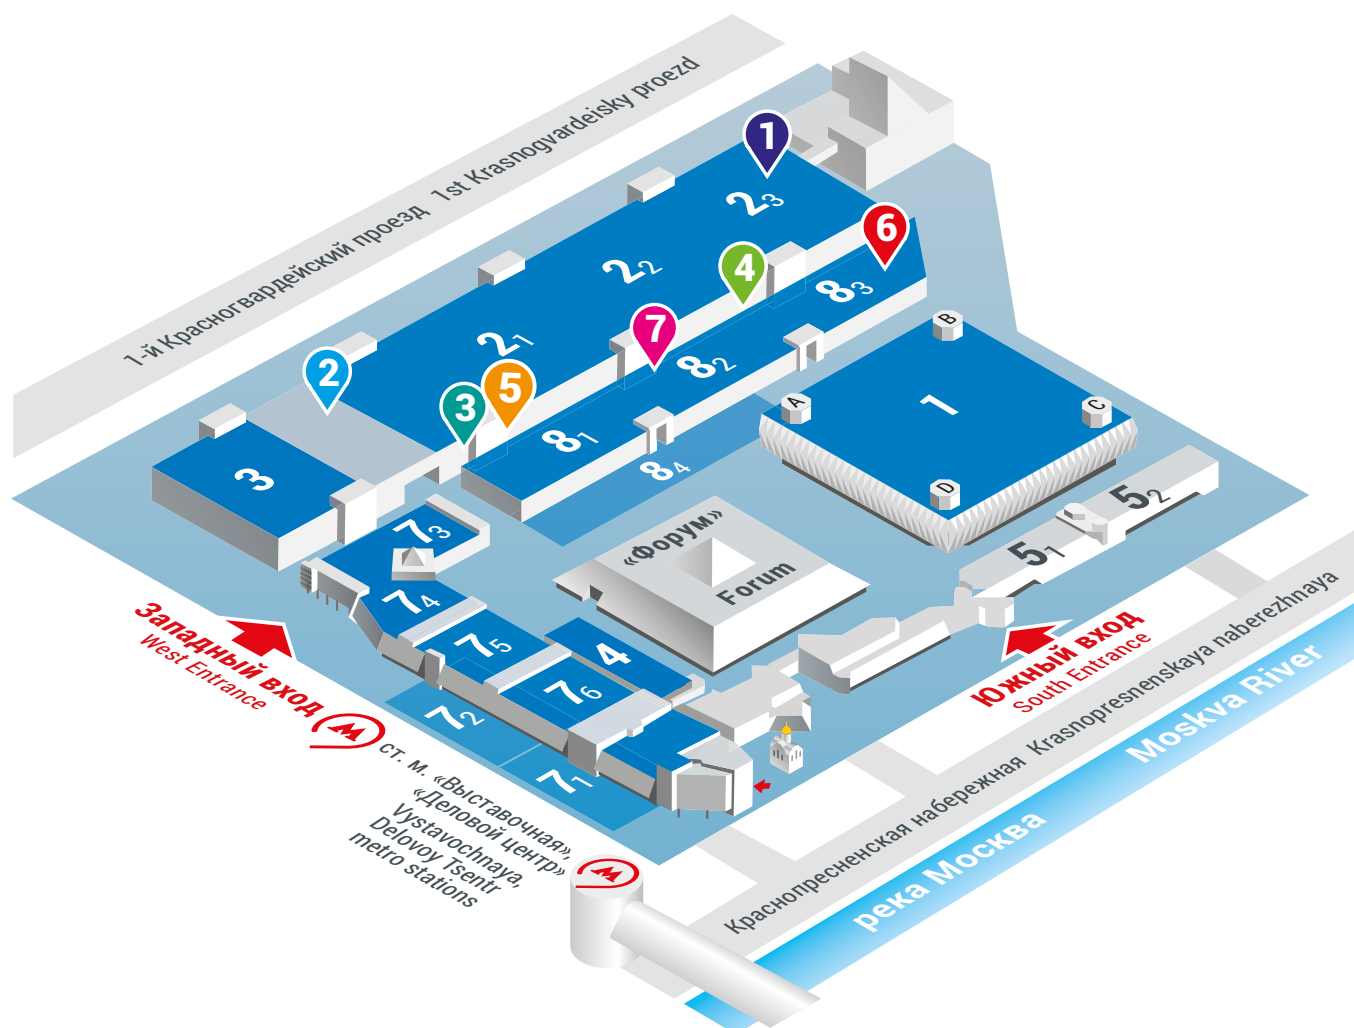 1-й Красногвардейский проезд 1st Krasnogvardeisky proezd
1
2₃
6
4
2₂
8₃
7
2₁
8₂
B
2
5
3
A
1
C
8₁
3
8₄
D
5₂
7₃
«Форум»
Forum
5₁
7₄
7₅
4
7₆
7₂
7₁
Западный вход
West Entrance
Южный вход
South Entrance
М
ст. м. «Выставочная»,
«Деловой центр»
Vystavochnaya,
Delovoy Tsentr
metro stations
М
Краснопресненская набережная Krasnopresnenskaya naberezhnaya
река Москва Moskva River